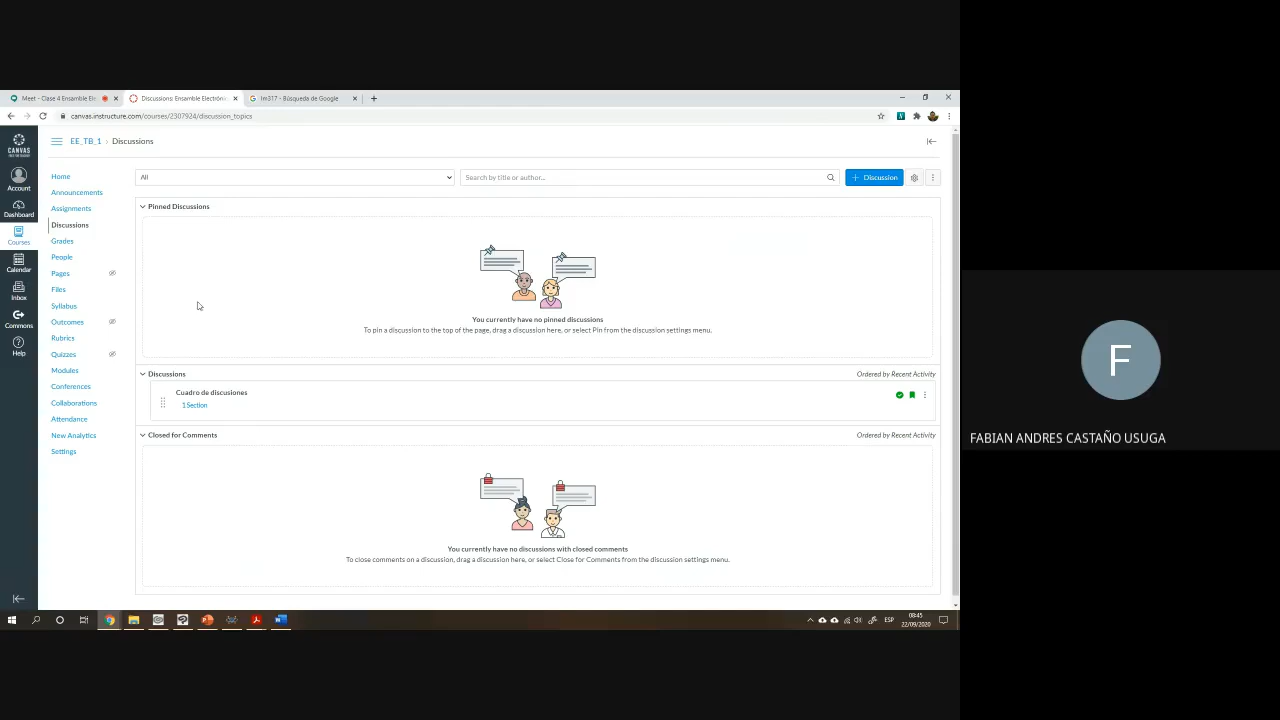 Meet - Clase 4 Ensamble Ele
Discussions: Ensamble Electróni
lm317 - Búsqueda de Google
canvas.instructure.com/courses/2307924/discussion_topics
CANVAS
Account
Dashboard
Courses
Calendar
Inbox
Commons
Help
EE_TB_1 › Discussions
Home
Announcements
Assignments
Discussions
Grades
People
Pages
Files
Syllabus
Outcomes
Rubrics
Quizzes
Modules
Conferences
Collaborations
Attendance
New Analytics
Settings
All
Search by title or author...
+ Discussion
Pinned Discussions
You currently have no pinned discussions
To pin a discussion to the top of the page, drag a discussion here, or select Pin from the discussion settings menu.
Discussions
Ordered by Recent Activity
Cuadro de discusiones
1 Section
Closed for Comments
Ordered by Recent Activity
You currently have no discussions with closed comments
To close comments on a discussion, drag a discussion here, or select Close for Comments from the discussion settings menu.
ESP
08:45
22/09/2020
F
FABIAN ANDRES CASTAÑO USUGA